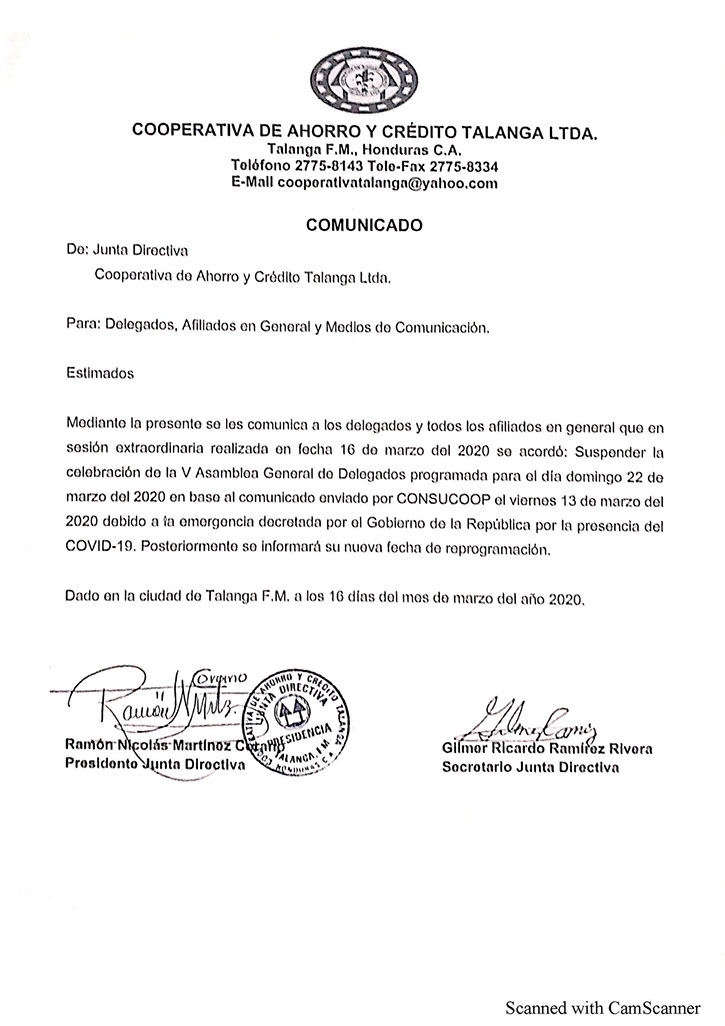 COOPERATIVA DE AHORRO Y CRÉDITO TALANGA LTDA.
Talanga F.M., Honduras C.A.
Teléfono 2775-8143 Tele-Fax 2775-8334
E-Mail cooperativatalanga@yahoo.com
COMUNICADO
De: Junta Directiva
Cooperativa de Ahorro y Crédito Talanga Ltda.
Para: Delegados, Afiliados en General y Medios de Comunicación.
Estimados
Mediante la presente se les comunica a los delegados y todos los afiliados en general que en
sesión extraordinaria realizada en fecha 16 de marzo del 2020 se acordó: Suspender la
celebración de la V Asamblea General de Delegados programada para el día domingo 22 de
marzo del 2020 en base al comunicado enviado por CONSUCOOP el viernes 13 de marzo del
2020 debido a la emergencia decretada por el Gobierno de la República por la presencia del
COVID-19. Posteriormente se informará su nueva fecha de reprogramación.
Dado en la ciudad de Talanga F.M. a los 16 días del mes de marzo del año 2020.
Ramón
COOPERATIVA DE AHORRO Y CREDITO TALANGA
JUNTA DIRECTIVA
PRESIDENCIA
TALANGA, F.M.
HONDURAS C.A.
Ramón Nicolás Martínez
Presidente Junta Directiva
Gilmer Ricardo Ramírez Rivera
Secretario Junta Directiva
Scanned with CamScanner